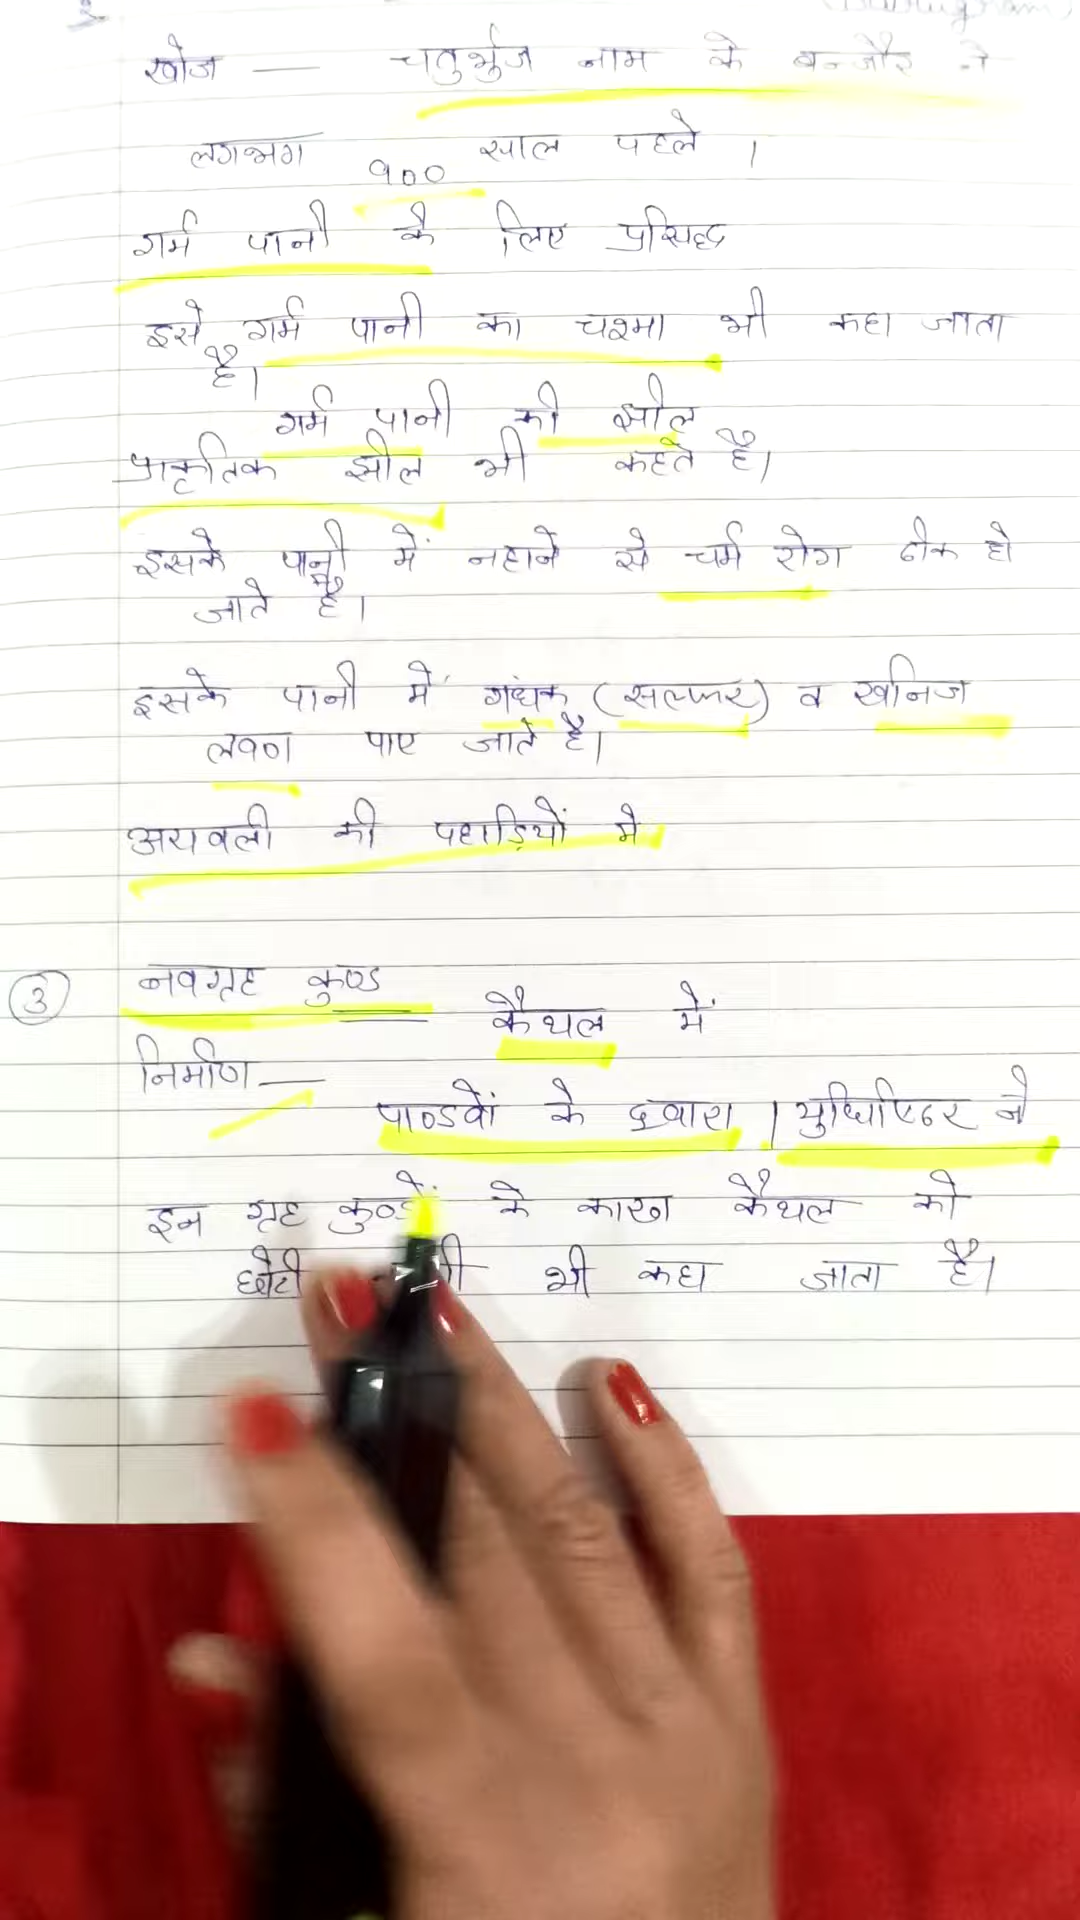 खोज — चतुर्भुज नाम के बन्जारे ने
लगभग 900 साल पहले ।
गर्म पानी के लिए प्रसिद्ध
इसे गर्म पानी का चश्मा भी कहा जाता
है।
गर्म पानी की झील
प्राकृतिक झील भी कहते है।
इसके पानी में नहाने से चर्म रोग ठीक हो
जाते है।
इसके पानी में गंधक (सल्फर) व खनिज
लवण पाए जाते है।
अरावली की पहाड़ियों में
③ नवग्रह कुण्ड
कैथल में
निर्माण —
पाण्डवों के द्वारा । युधिष्ठिर ने
इन ग्रह कुण्डों के कारण कैथल को
छोटी भी कहा जाता है।